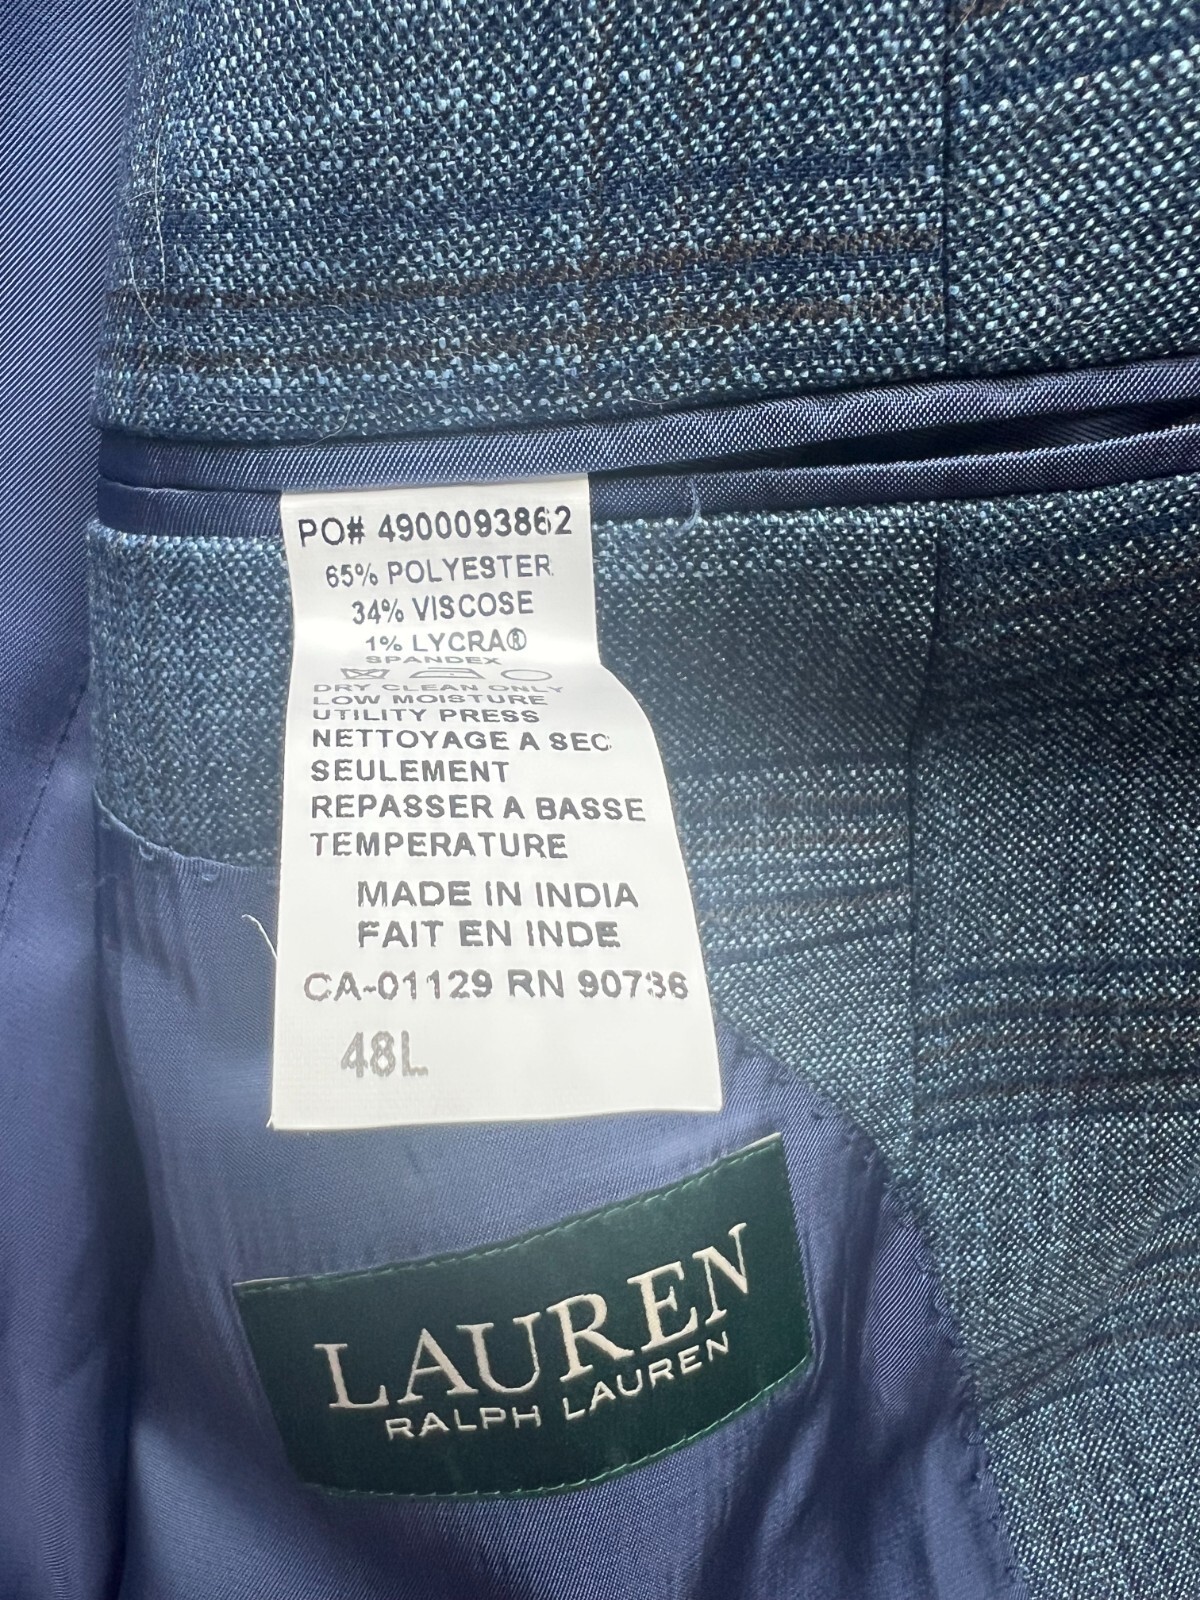 PO# 4900093862
65% POLYESTER
34% VISCOSE
1% LYCRA®
SPANDEX
DRY CLEAN ONLY
LOW MOISTURE
UTILITY PRESS
NETTOYAGE A SEC
SEULEMENT
REPASSER A BASSE
TEMPERATURE
MADE IN INDIA
FAIT EN INDE
CA-01129 RN 90736
48L
LAUREN
RALPH LAUREN